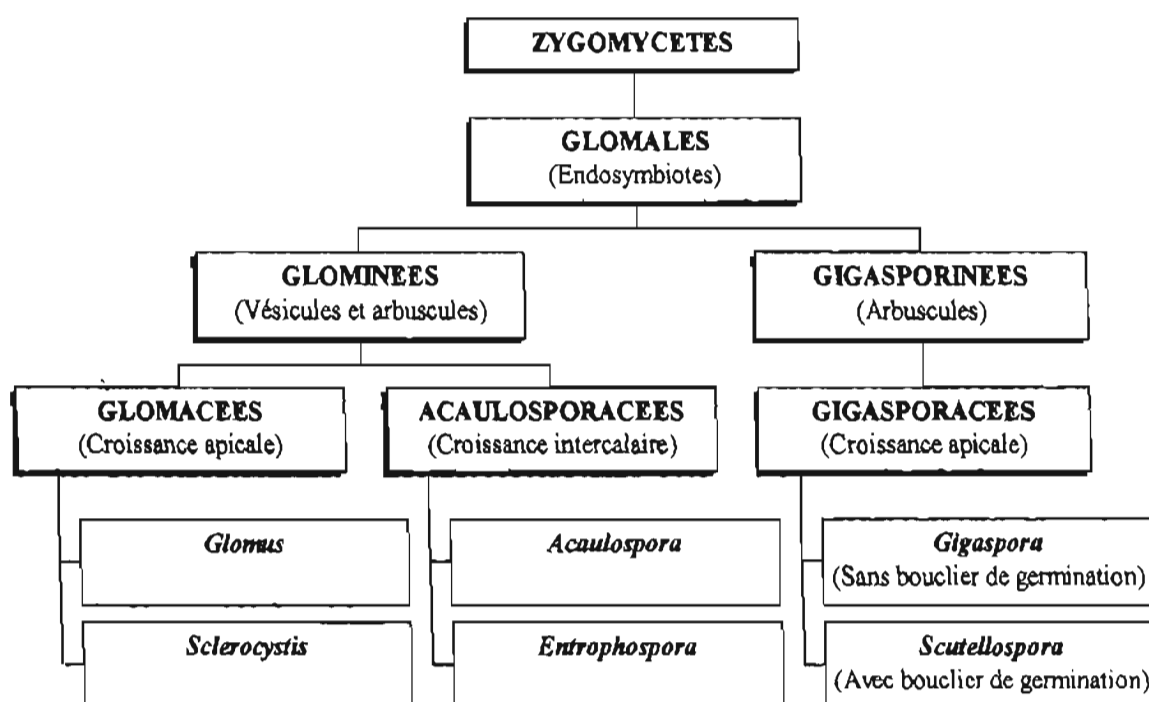 ZYGOMYCETES
GLOMALES
(Endosymbiotes)
GLOMINEES
(Vésicules et arbuscules)
GIGASPORINEES
(Arbuscules)
GLOMACEES
(Croissance apicale)
ACAULOSPORACEES
(Croissance intercalaire)
GIGASPORACEES
(Croissance apicale)
Glomus
Acaulospora
Gigaspora
(Sans bouclier de germination)
Sclerocystis
Entrophospora
Scutellospora
(Avec bouclier de germination)